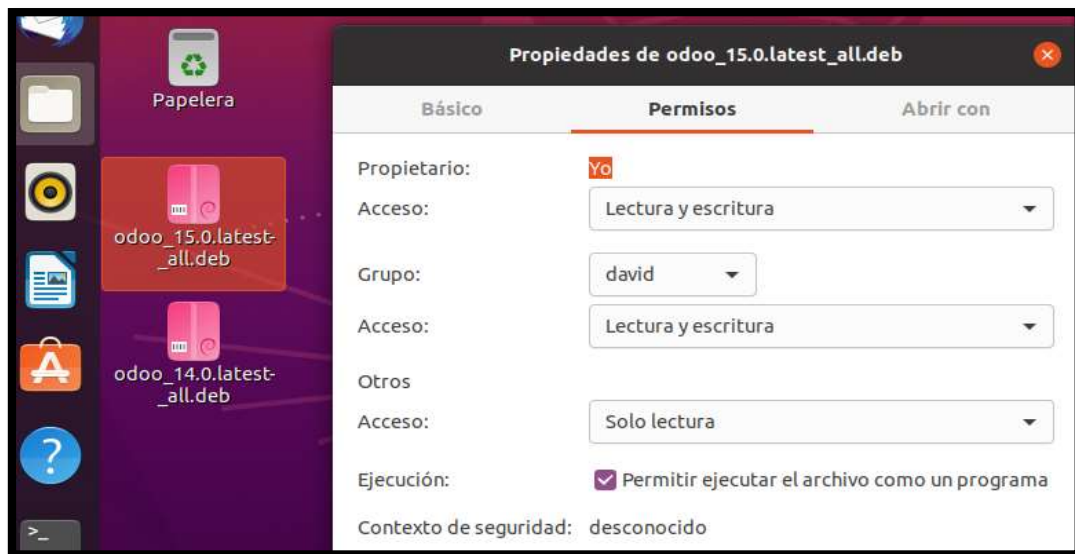 Papelera
odoo_15.0.latest-
_all.deb
odoo_14.0.latest-
_all.deb
Propiedades de odoo_15.0.latest_all.deb
Básico
Permisos
Abrir con
Propietario:
Yo
Acceso:
Lectura y escritura
Grupo:
david
Acceso:
Lectura y escritura
Otros
Acceso:
Solo lectura
Ejecución:
Permitir ejecutar el archivo como un programa
Contexto de seguridad:
desconocido